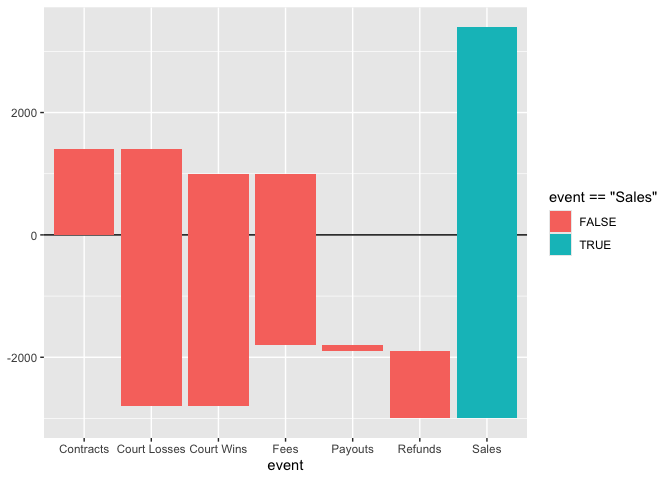 2000
0
-2000
Contracts Court Losses Court Wins Fees Payouts Refunds Sales
event
event == "Sales"
FALSE
TRUE